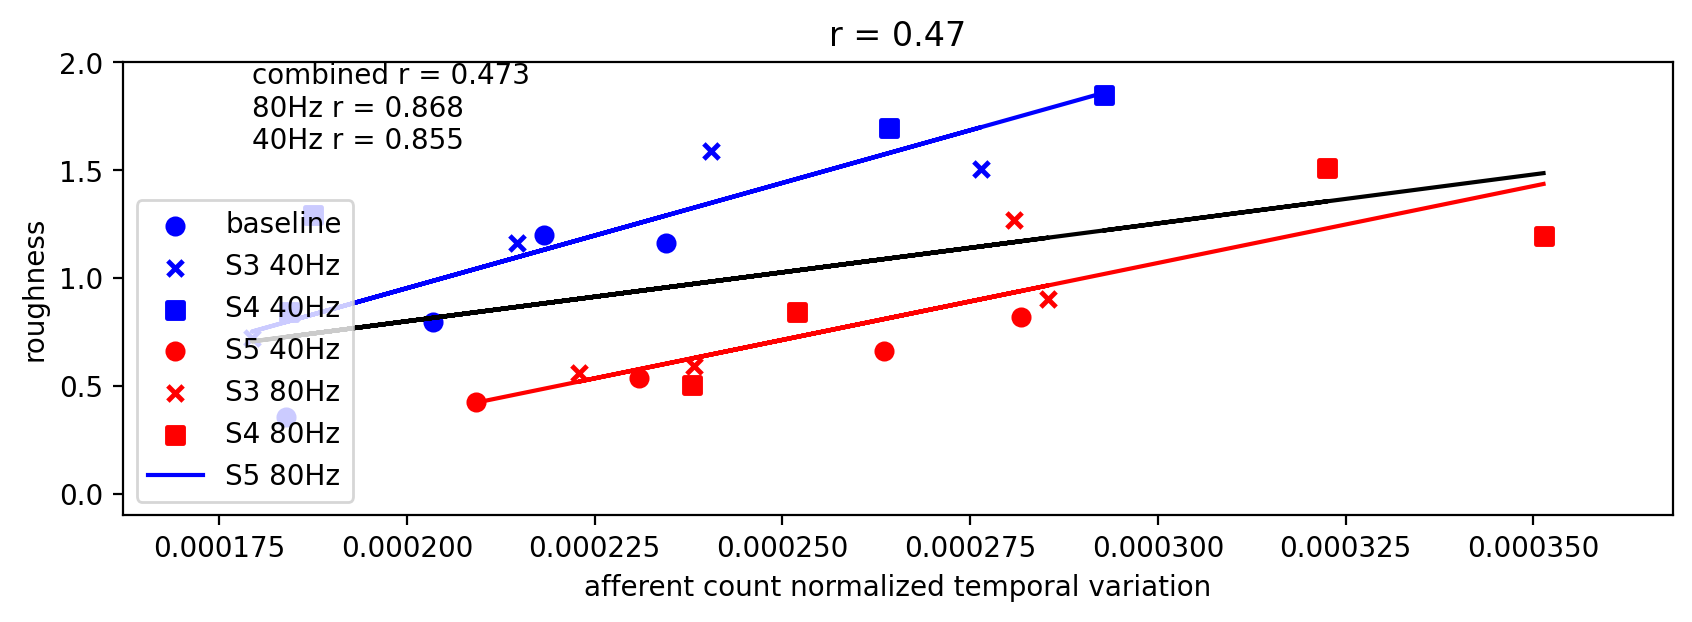 r = 0.47
combined r = 0.473
80Hz r = 0.868
40Hz r = 0.855
2.0
1.5
1.0
0.5
0.0
roughness
baseline
S3 40Hz
S4 40Hz
S5 40Hz
S3 80Hz
S4 80Hz
S5 80Hz
0.000175 0.000200 0.000225 0.000250 0.000275 0.000300 0.000325 0.000350
afferent count normalized temporal variation